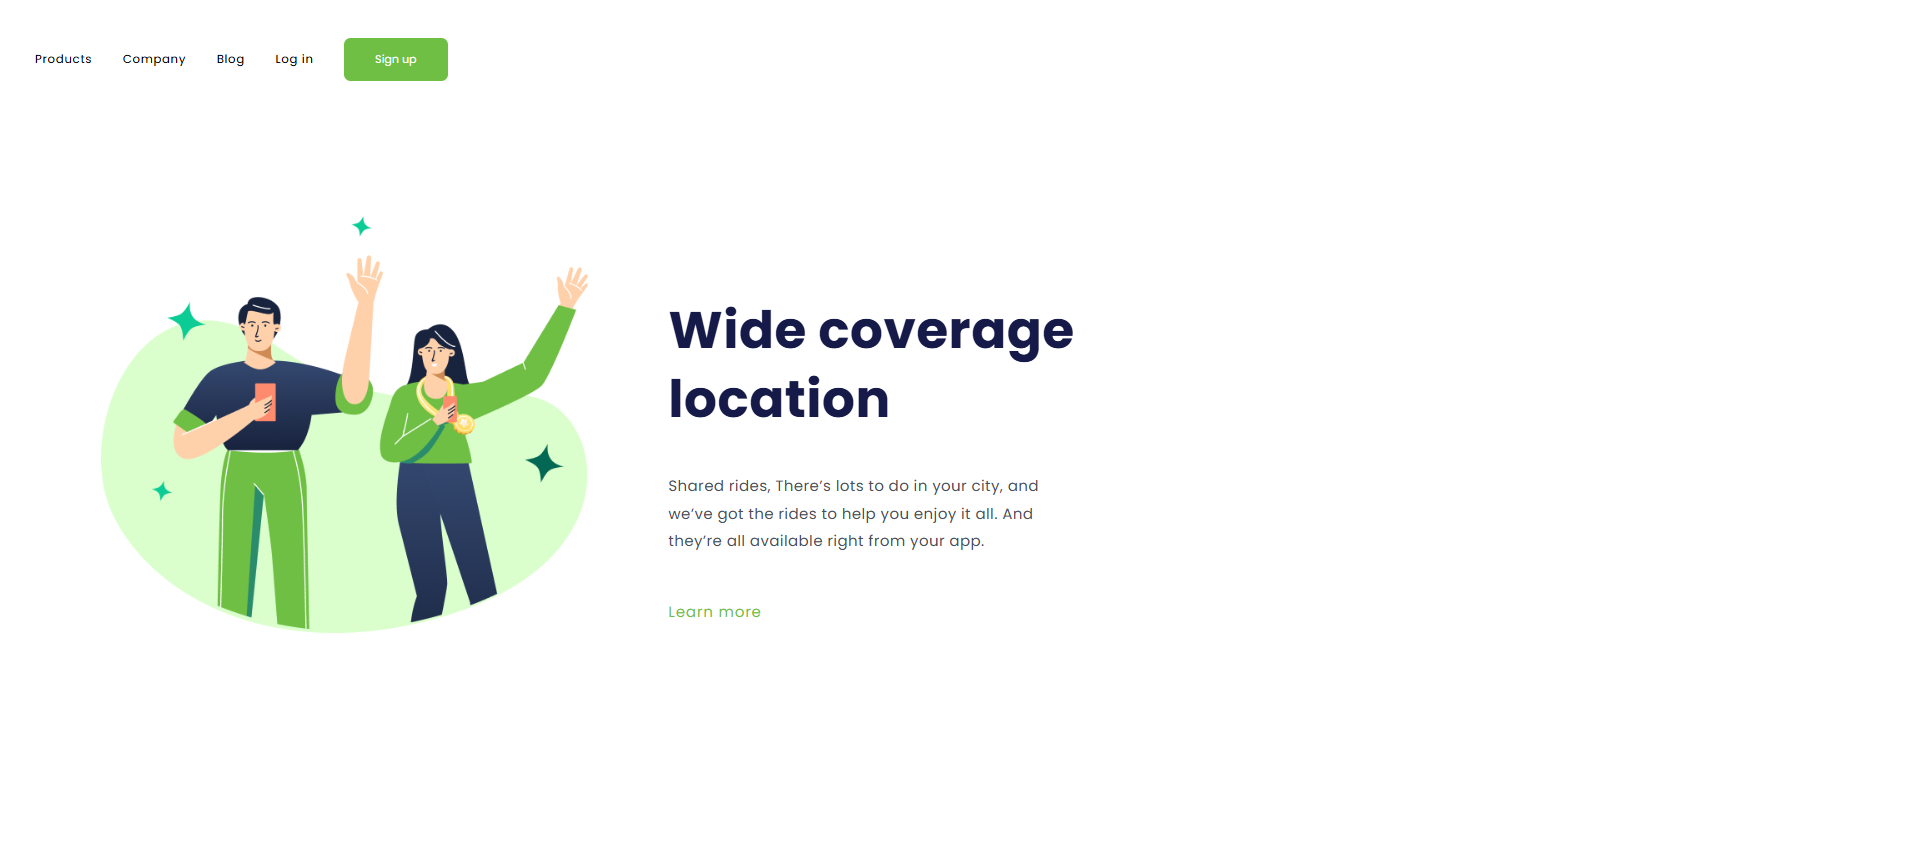 Products Company Blog Log in Sign up
Wide coverage
location
Shared rides, There’s lots to do in your city, and
we’ve got the rides to help you enjoy it all. And
they’re all available right from your app.
Learn more